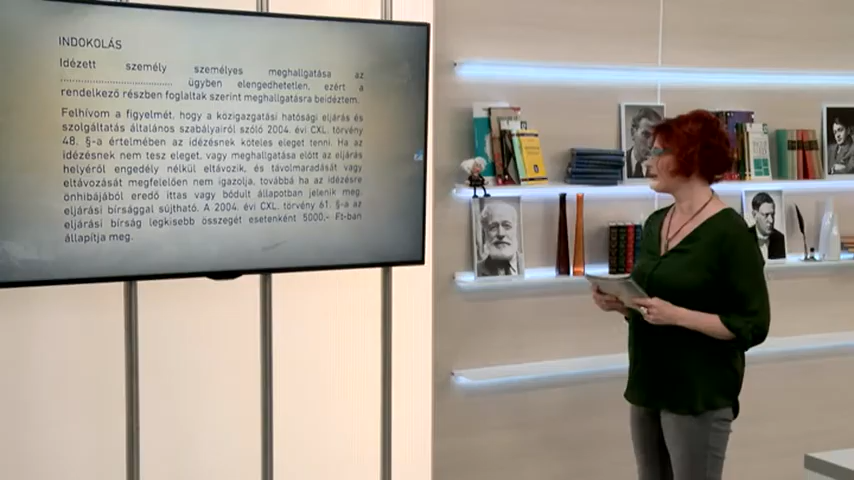 INDOKOLÁS
Idézett személy személyes meghallgatása az
.............................. ügyben elengedhetetlen, ezért a
rendelkező részben foglaltak szerint meghallgatásra beidéztem.
Felhívom a figyelmét, hogy a közigazgatási hatósági eljárás és
szolgáltatás általános szabályairól szóló 2004. évi CXL. törvény
48. §-a értelmében az idézésnek köteles eleget tenni. Ha az
idézésnek nem tesz eleget, vagy meghallgatása előtt az eljárás
helyéről engedély nélkül eltávozik, és távolmaradását vagy
eltávozását megfelelően nem igazolja, továbbá ha az idézésre
önhibájából eredő ittas vagy bódult állapotban jelenik meg,
eljárási bírsággal sújtható. A 2004. évi CXL. törvény 61. §-a az
eljárási bírság legkisebb összegét esetenként 5000,- Ft-ban
állapítja meg.